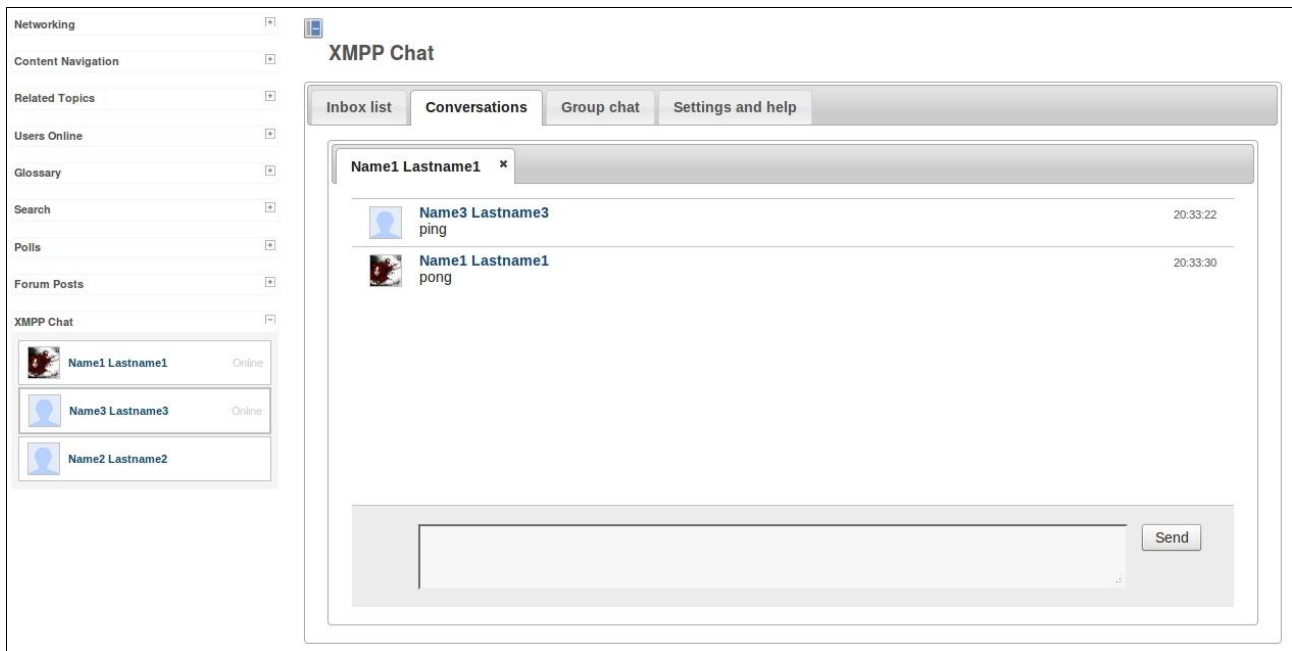 Networking
Content Navigation
Related Topics
Users Online
Glossary
Search
Polls
Forum Posts
XMPP Chat
Name1 Lastname1 Online
Name3 Lastname3 Online
Name2 Lastname2
XMPP Chat
Inbox list Conversations Group chat Settings and help
Name1 Lastname1
Name3 Lastname3 20:33:22
ping
Name1 Lastname1 20:33:30
pong
Send